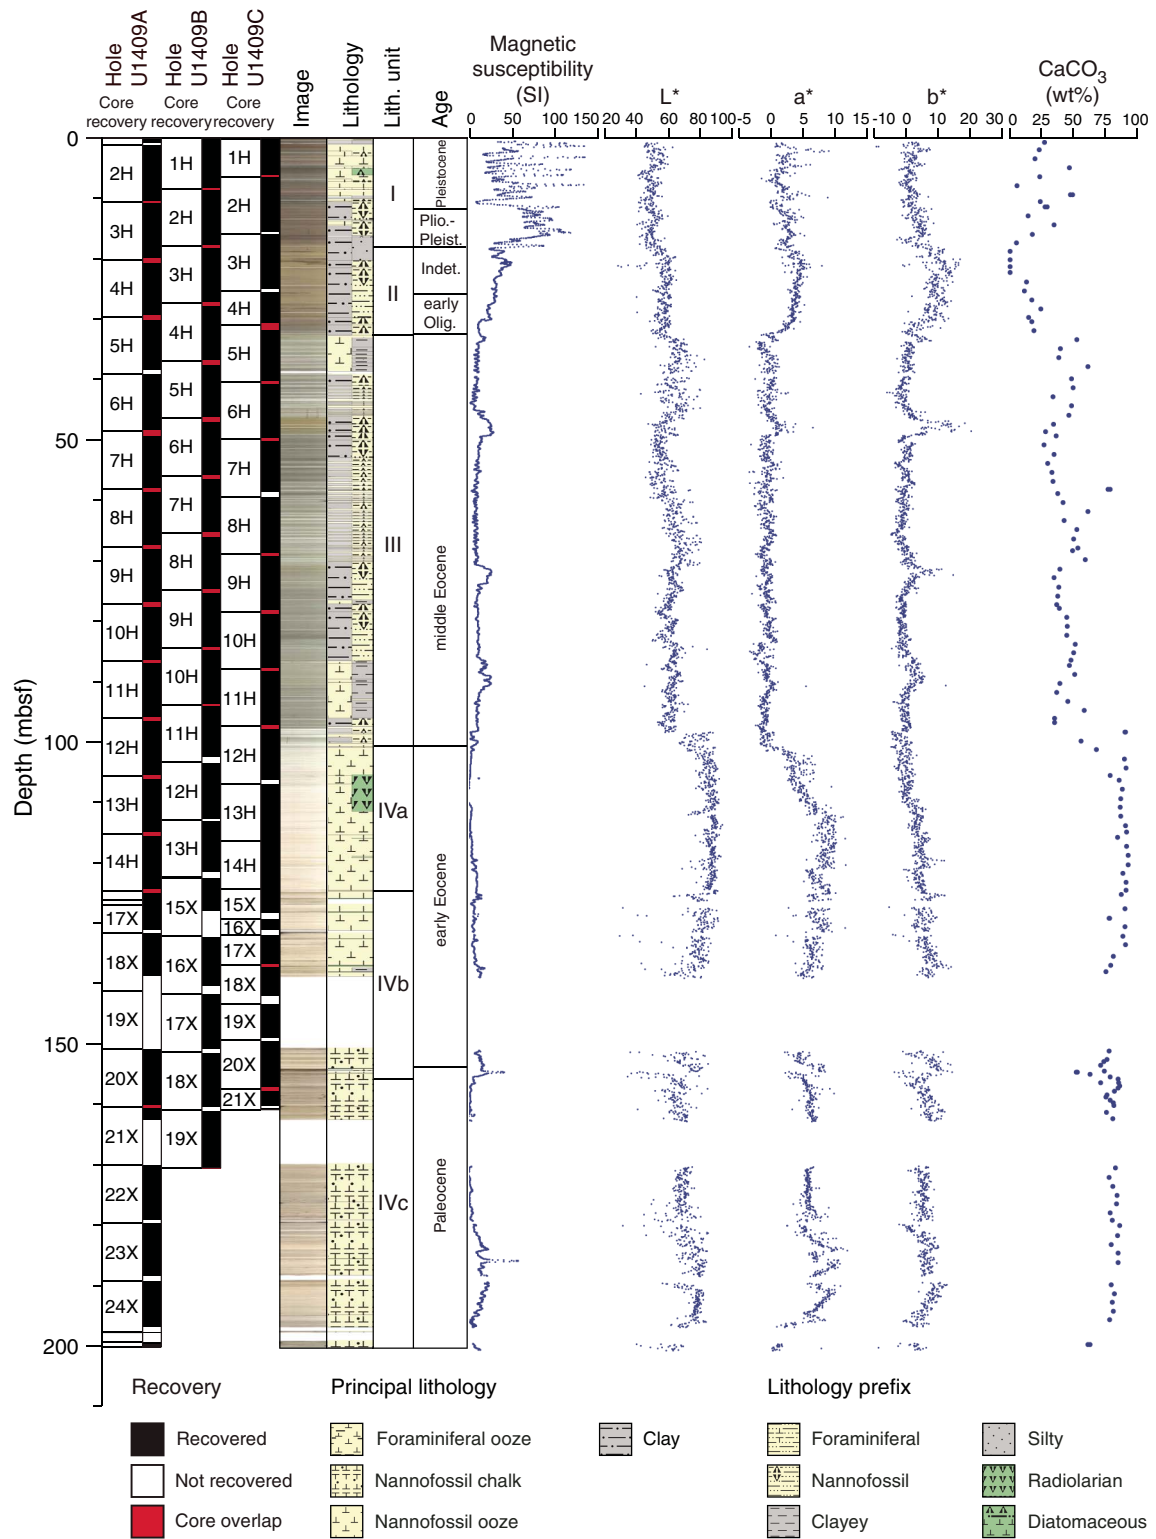 Hole U1409A
Hole U1409B
Hole U1409C
Core recovery
Core recovery
Core recovery
Image
Lithology
Lith. unit
Age
Magnetic susceptibility (SI)
L*
a*
b*
CaCO3 (wt%)
0 50 100 150
20 40 60 80 100
-5 0 5 10 15
-10 0 10 20 30
0 25 50 75 100
Depth (mbsf)
0
50
100
150
200
2H
3H
4H
5H
6H
7H
8H
9H
10H
11H
12H
13H
14H
17X
18X
19X
20X
21X
22X
23X
24X
1H
2H
3H
4H
5H
6H
7H
8H
9H
10H
11H
12H
13H
15X
16X
17X
18X
19X
1H
2H
3H
4H
5H
6H
7H
8H
9H
10H
11H
12H
13H
14H
15X
16X
17X
18X
19X
20X
21X
I
II
III
IVa
IVb
IVc
Pleistocene
Plio.-
Pleist.
Indet.
early
Olig.
middle Eocene
early Eocene
Paleocene
Recovery
Recovered
Not recovered
Core overlap
Principal lithology
Foraminiferal ooze
Nannofossil chalk
Nannofossil ooze
Clay
Lithology prefix
Foraminiferal
Nannofossil
Clayey
Silty
Radiolarian
Diatomaceous